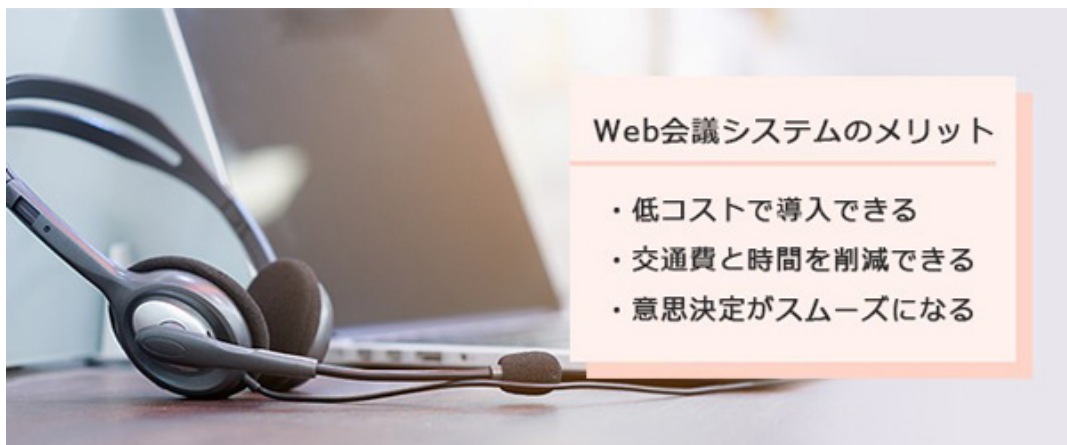 Web会議システムのメリット
・低コストで導入できる
・交通費と時間を削減できる
・意思決定がスムーズになる